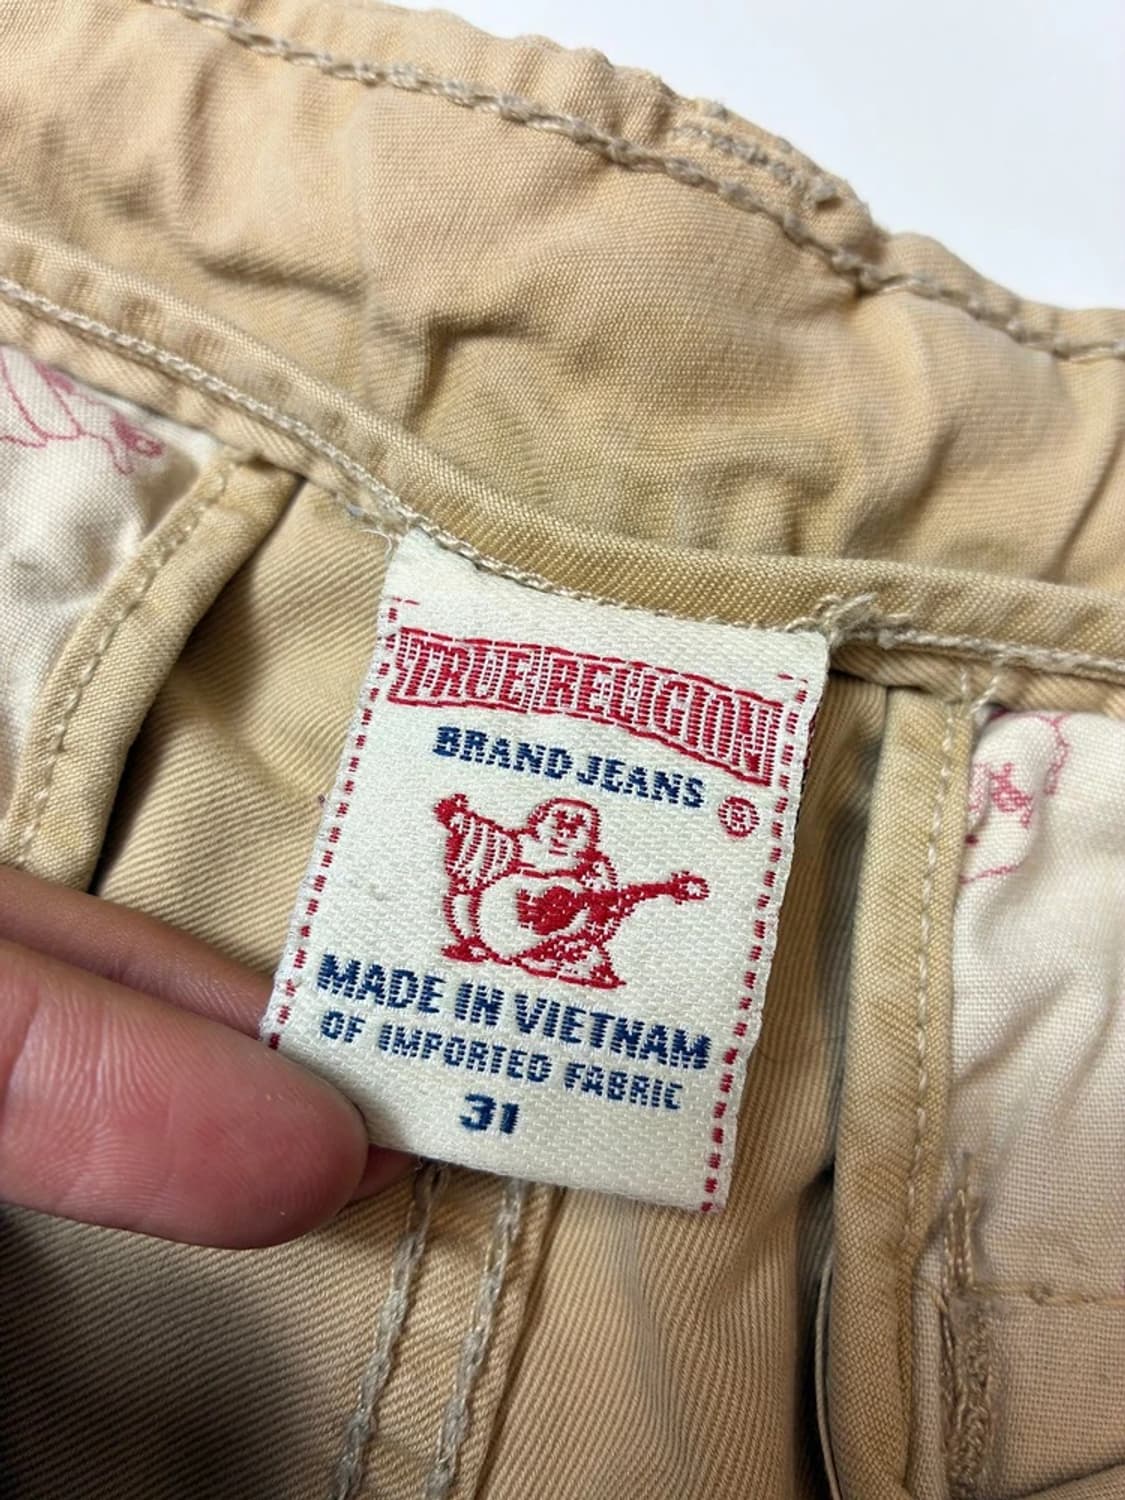 TRUE RELIGION
BRAND JEANS
®
MADE IN VIETNAM
OF IMPORTED FABRIC
31